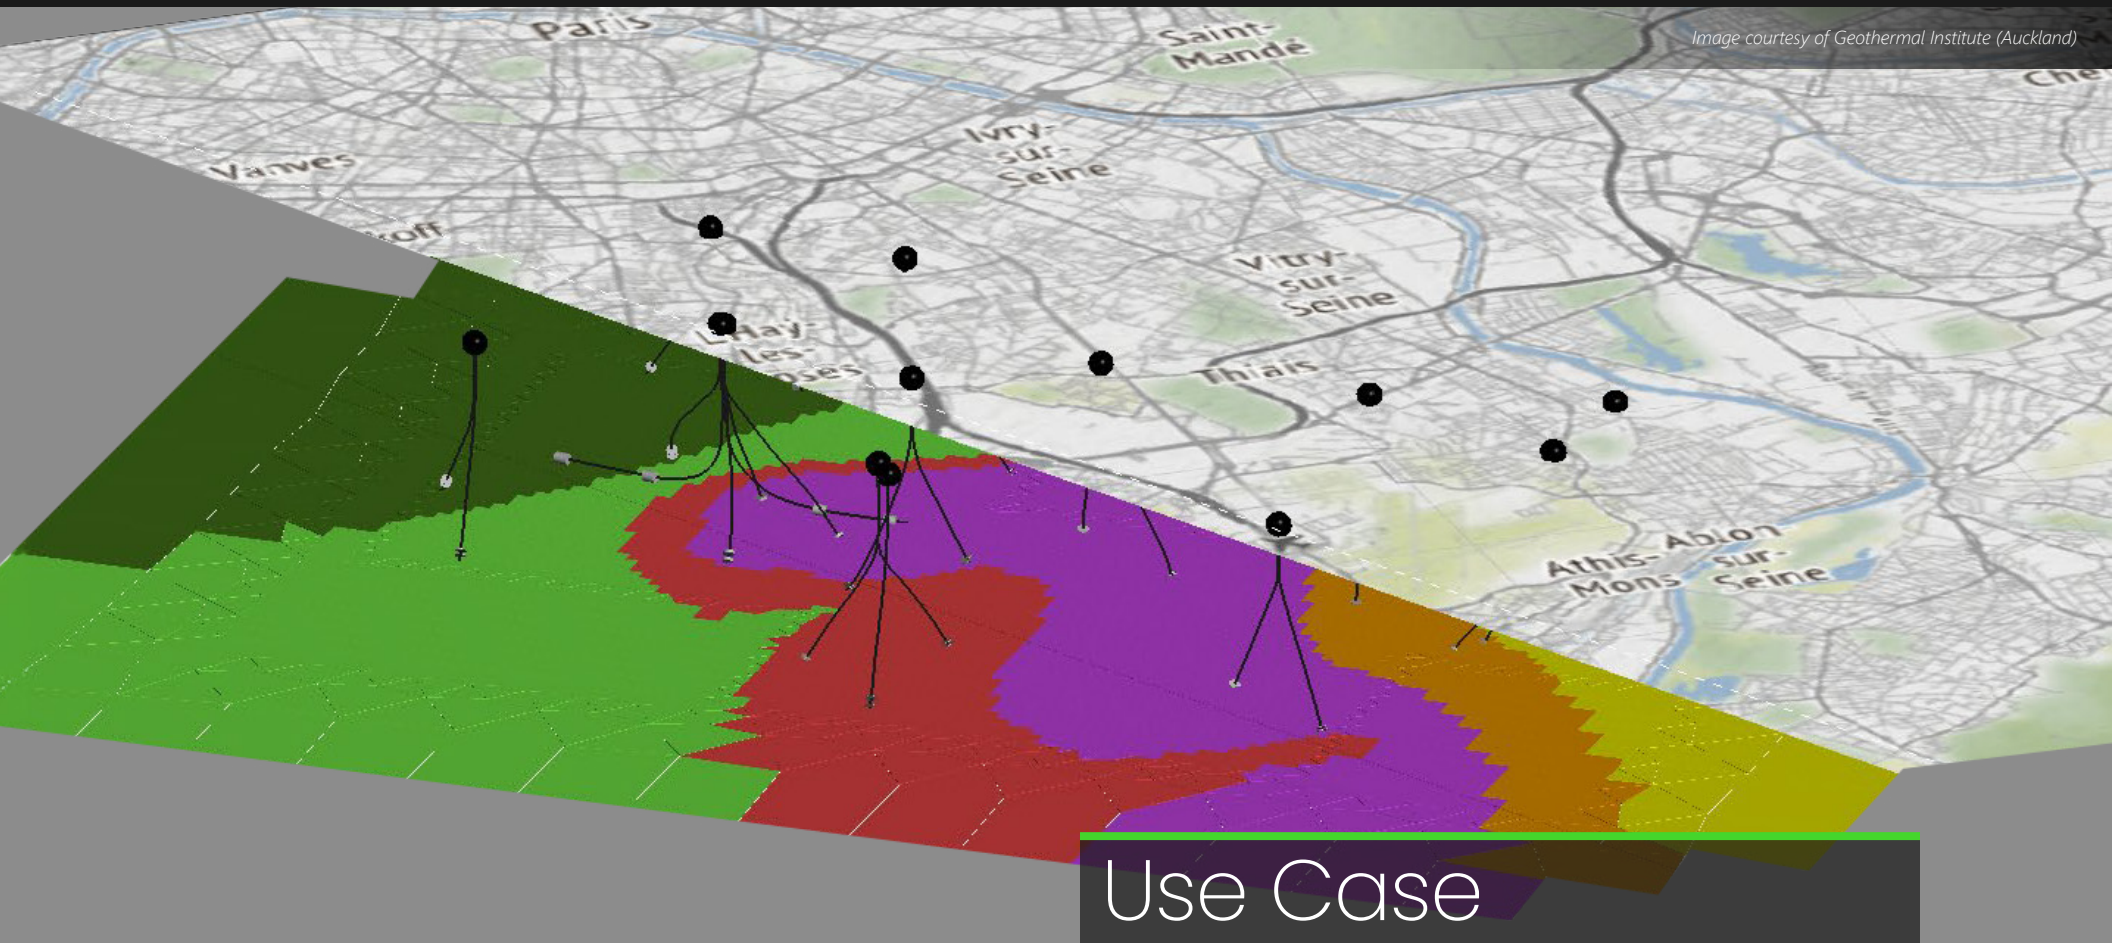 Paris
Saint-
Mandé
Image courtesy of Geothermal Institute (Auckland)
Ivry-
sur-
Seine
Vanves
Vitry-
sur-
Seine
Les-
Thiais
Athis-
Mons
Ablon
sur-
Seine
Use Case